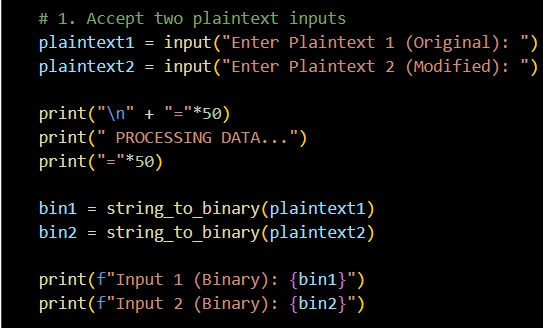 # 1. Accept two plaintext inputs
plaintext1 = input("Enter Plaintext 1 (Original): ")
plaintext2 = input("Enter Plaintext 2 (Modified): ")
print("\n" + "="*50)
print(" PROCESSING DATA...")
print("="*50)
bin1 = string_to_binary(plaintext1)
bin2 = string_to_binary(plaintext2)
print(f"Input 1 (Binary): {bin1}")
print(f"Input 2 (Binary): {bin2}")